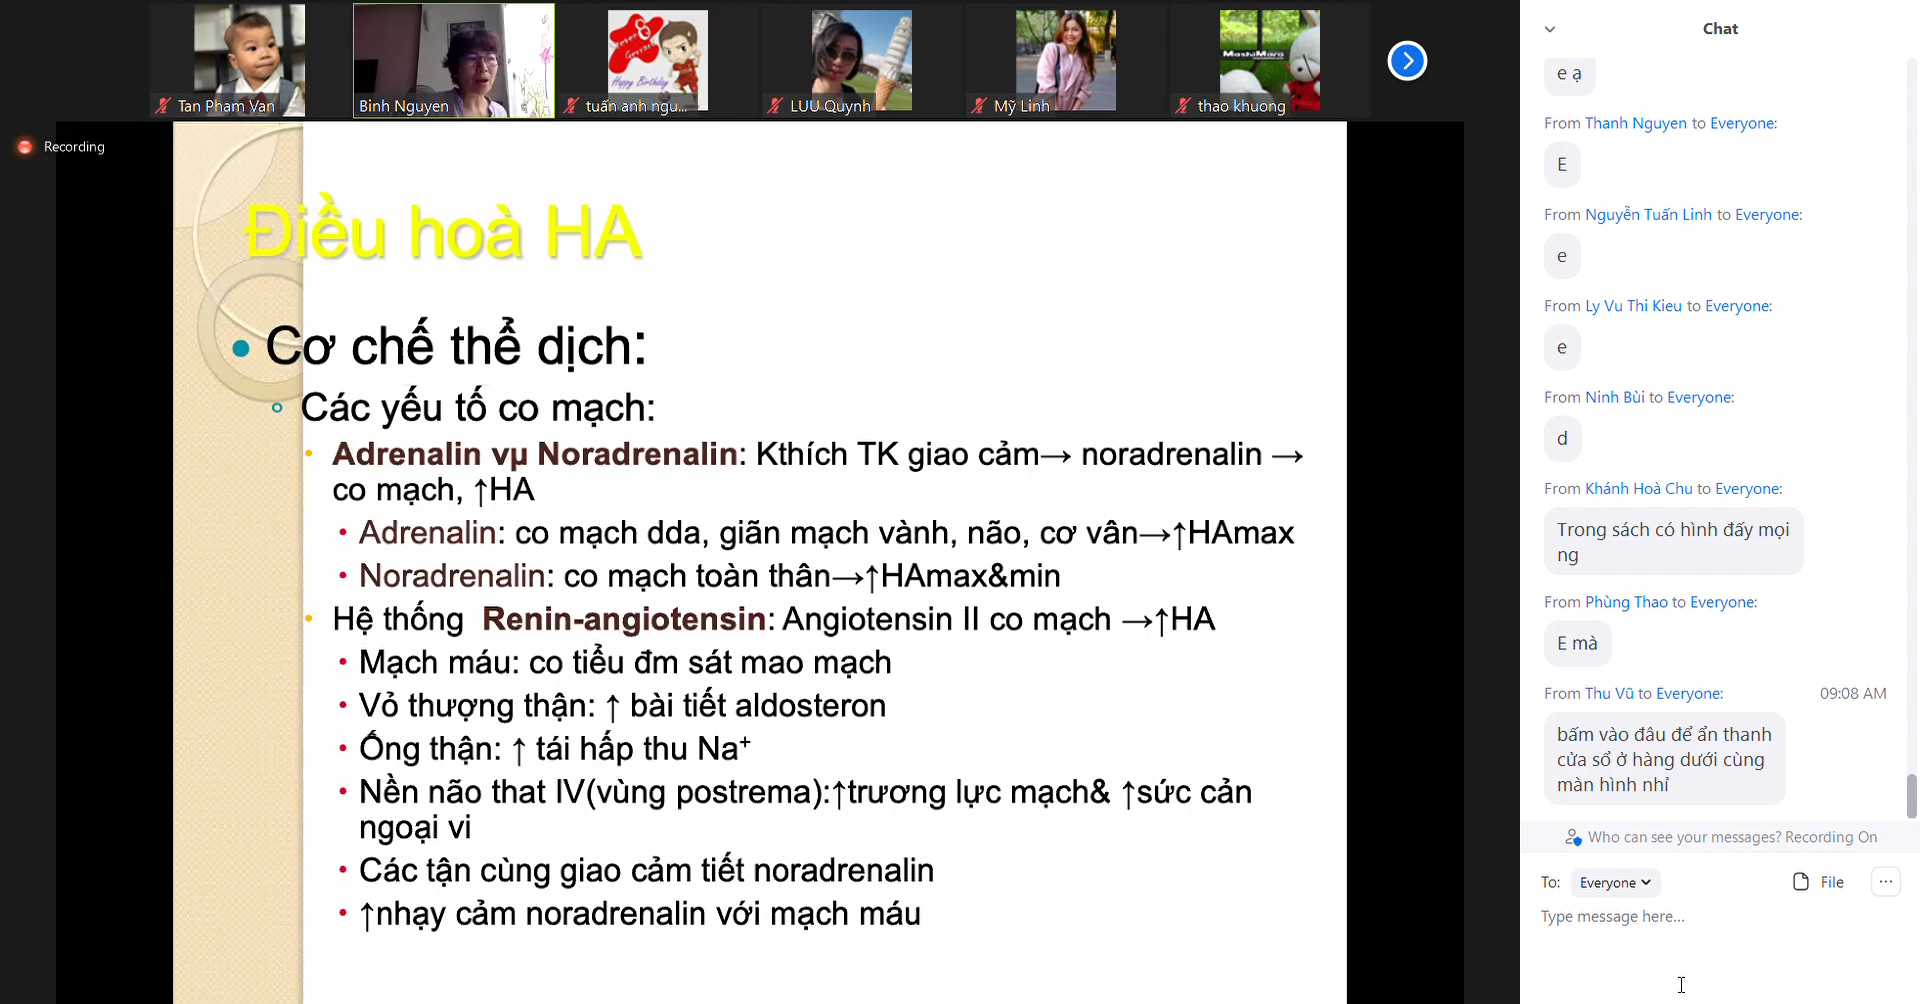 Tan Pham Van
Binh Nguyen
tuấn anh ngu...
LUU Quynh
Mỹ Linh
MashiMaro
thao khuong
Happy Birthday
Recording
Điều hoà HA
Cơ chế thể dịch:
Các yếu tố co mạch:
Adrenalin vµ Noradrenalin: Kthích TK giao cảm→ noradrenalin →
co mạch, ↑HA
Adrenalin: co mạch dda, giãn mạch vành, não, cơ vân→↑HAmax
Noradrenalin: co mạch toàn thân→↑HAmax&min
Hệ thống Renin-angiotensin: Angiotensin II co mạch →↑HA
Mạch máu: co tiểu đm sát mao mạch
Vỏ thượng thận: ↑ bài tiết aldosteron
Ống thận: ↑ tái hấp thu Na⁺
Nền não that IV(vùng postrema):↑trương lực mạch& ↑sức cản
ngoại vi
Các tận cùng giao cảm tiết noradrenalin
↑nhạy cảm noradrenalin với mạch máu
Chat
e ạ
From Thanh Nguyen to Everyone:
E
From Nguyễn Tuấn Linh to Everyone:
e
From Ly Vu Thi Kieu to Everyone:
e
From Ninh Bùi to Everyone:
d
From Khánh Hoà Chu to Everyone:
Trong sách có hình đấy mọi
ng
From Phùng Thao to Everyone:
E mà
From Thu Vũ to Everyone: 09:08 AM
bấm vào đâu để ẩn thanh
cửa sổ ở hàng dưới cùng
màn hình nhỉ
Who can see your messages? Recording On
To: Everyone File ...
Type message here...